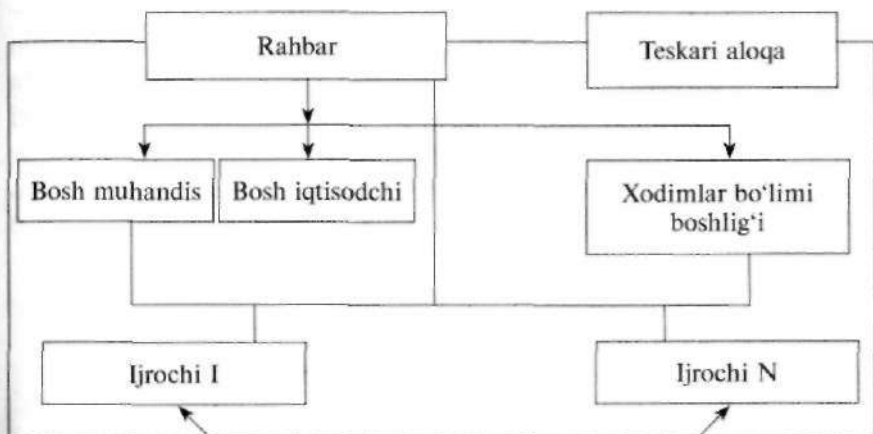 Rahbar
Teskari aloqa
Bosh muhandis
Bosh iqtisodchi
Xodimlar bo‘limi
boshlig‘i
Ijrochi I
Ijrochi N